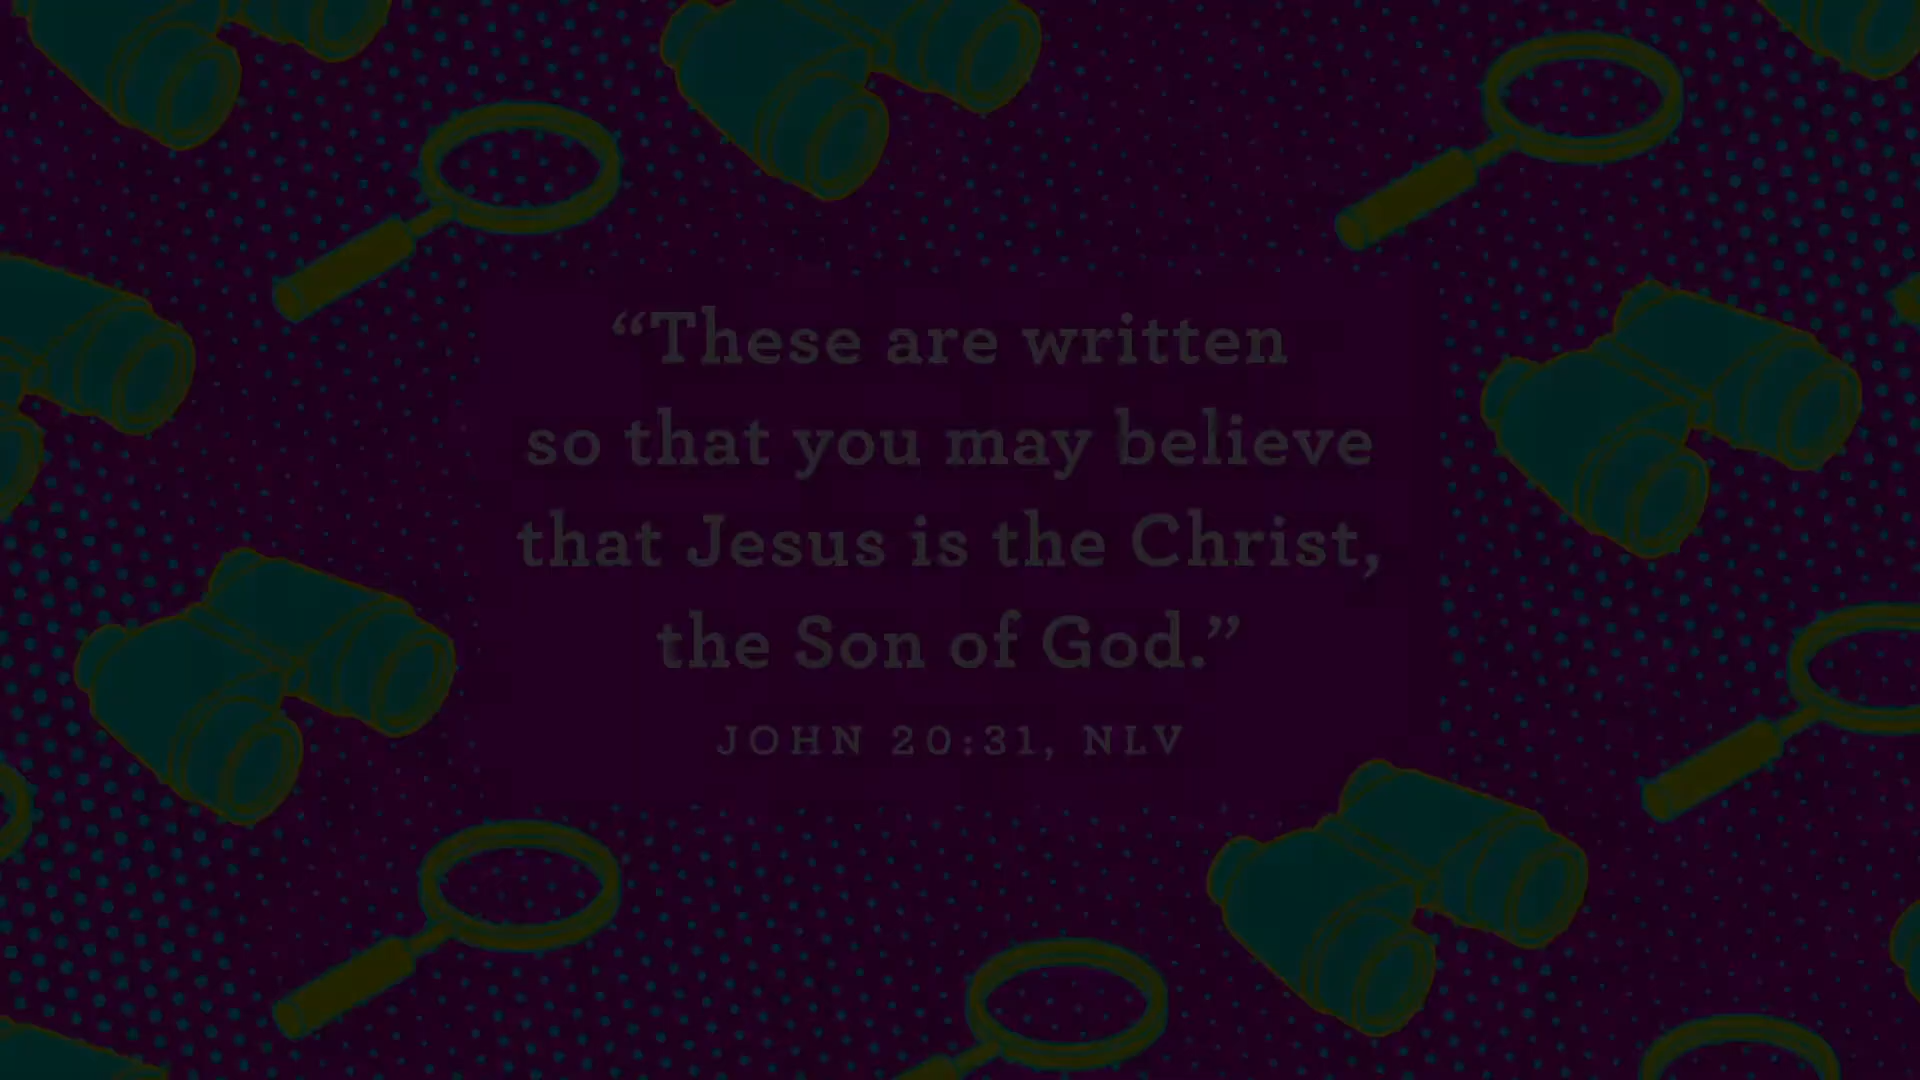 “These are written
so that you may believe
that Jesus is the Christ,
the Son of God.”
JOHN 20:31, NLV